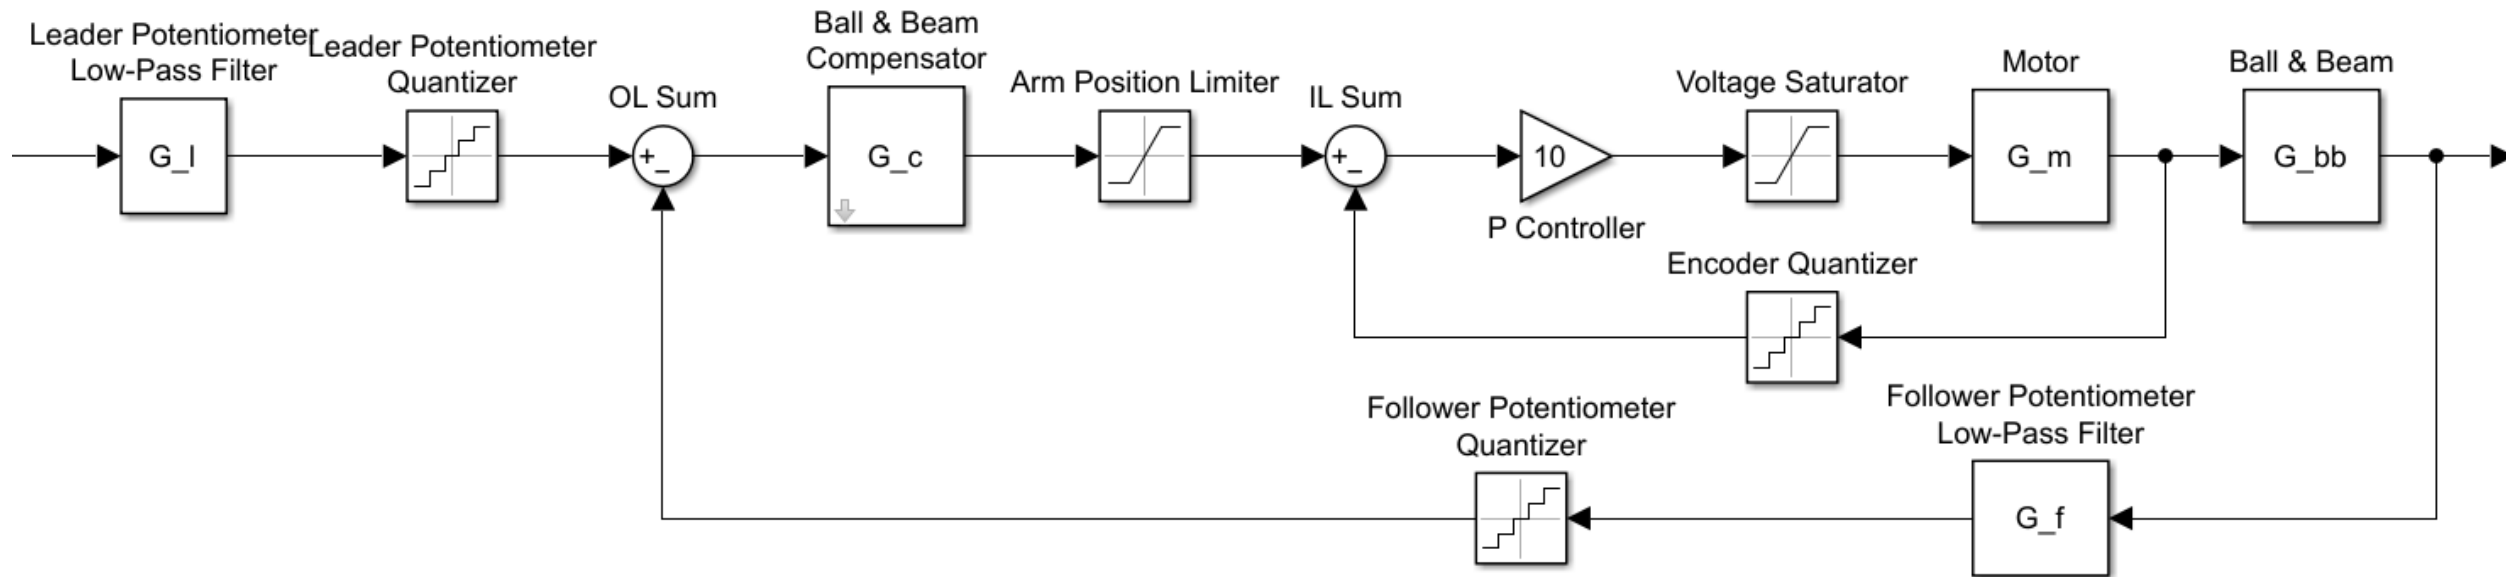 Leader Potentiometer
Low-Pass Filter
G_l
Leader Potentiometer
Quantizer
OL Sum
+
−
Ball & Beam
Compensator
G_c
Arm Position Limiter
IL Sum
+
−
10
P Controller
Voltage Saturator
Motor
G_m
Ball & Beam
G_bb
Encoder Quantizer
Follower Potentiometer
Quantizer
Follower Potentiometer
Low-Pass Filter
G_f